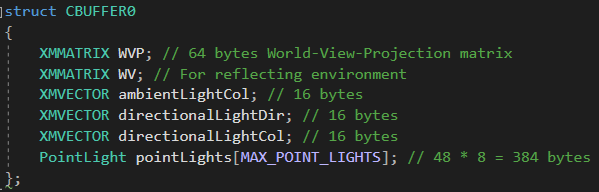 struct CBUFFER0
{
XMMATRIX WVP; // 64 bytes World-View-Projection matrix
XMMATRIX WV; // For reflecting environment
XMVECTOR ambientLightCol; // 16 bytes
XMVECTOR directionalLightDir; // 16 bytes
XMVECTOR directionalLightCol; // 16 bytes
PointLight pointLights[MAX_POINT_LIGHTS]; // 48 * 8 = 384 bytes
};